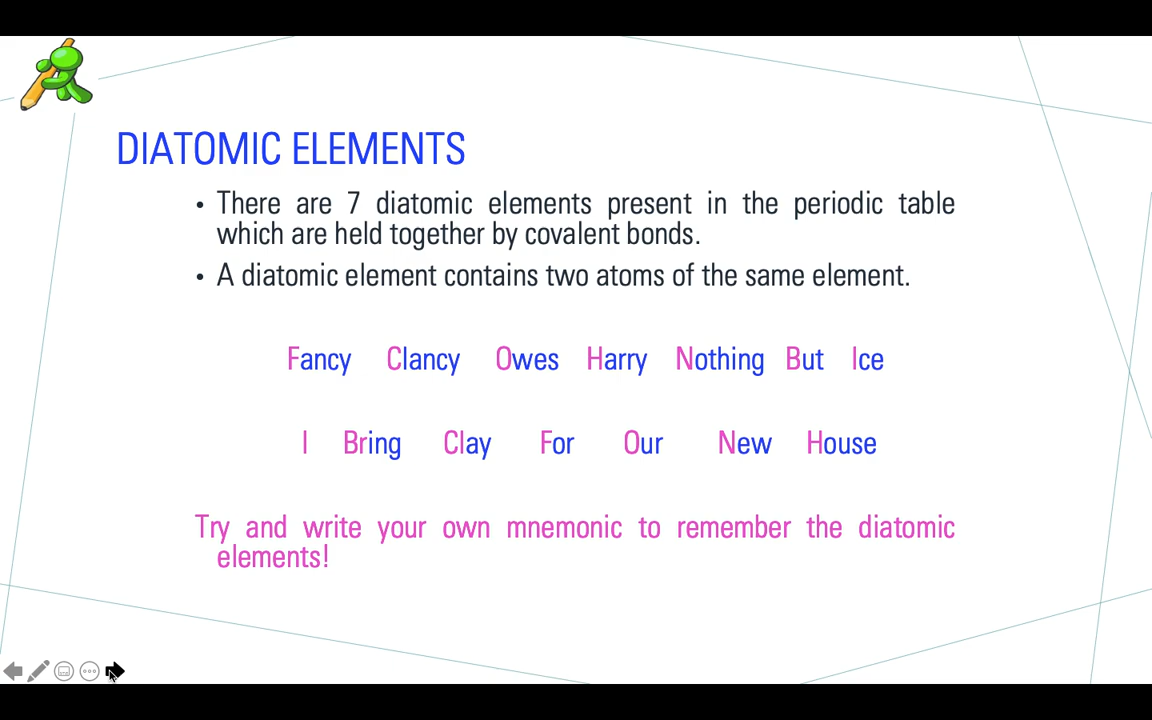 DIATOMIC ELEMENTS
• There are 7 diatomic elements present in the periodic table
which are held together by covalent bonds.
• A diatomic element contains two atoms of the same element.
Fancy Clancy Owes Harry Nothing But Ice
I Bring Clay For Our New House
Try and write your own mnemonic to remember the diatomic
elements!